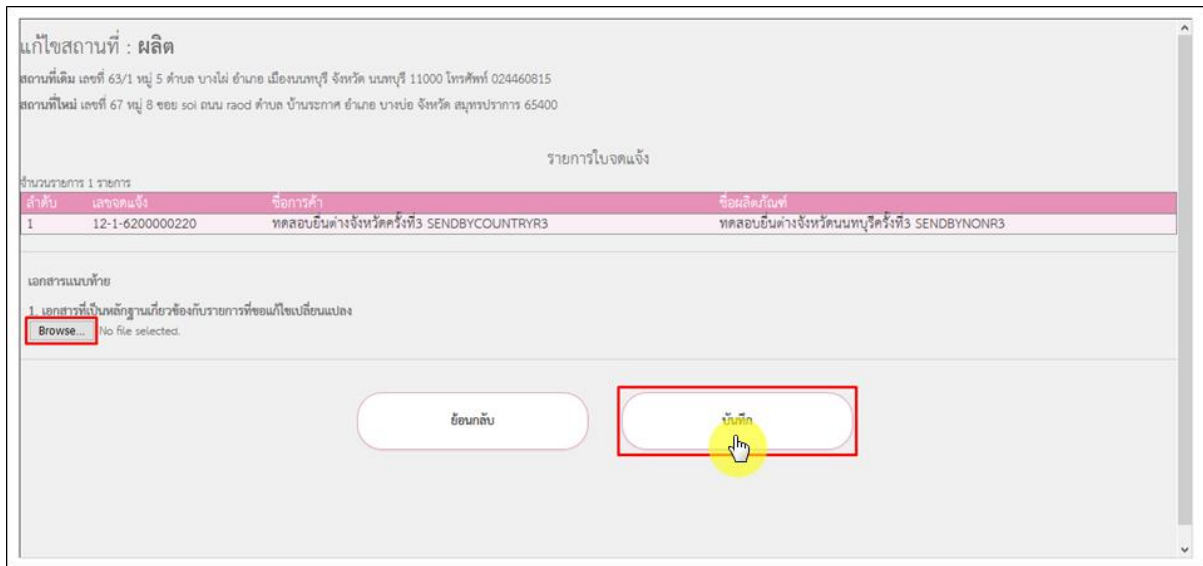 แก้ไขสถานที่ : ผลิต
สถานที่เดิม เลขที่ 63/1 หมู่ 5 ตำบล บางไผ่ อำเภอ เมืองนนทบุรี จังหวัด นนทบุรี 11000 โทรศัพท์ 024460815
สถานที่ใหม่ เลขที่ 67 หมู่ 8 ซอย soi ถนน raod ตำบล บ้านระกาศ อำเภอ บางบ่อ จังหวัด สมุทรปราการ 65400
รายการใบจดแจ้ง
จำนวนรายการ 1 รายการ
ลำดับ เลขจดแจ้ง ชื่อการค้า ชื่อผลิตภัณฑ์
1 12-1-6200000220 ทดสอบยื่นต่างจังหวัดครั้งที่3 SENDBYCOUNTRYR3 ทดสอบยื่นต่างจังหวัดนนทบุรีครั้งที่3 SENDBYNONR3
เอกสารแนบท้าย
1. เอกสารที่เป็นหลักฐานเกี่ยวข้องกับรายการที่ขอแก้ไขเปลี่ยนแปลง
Browse... No file selected.
ย้อนกลับ บันทึก